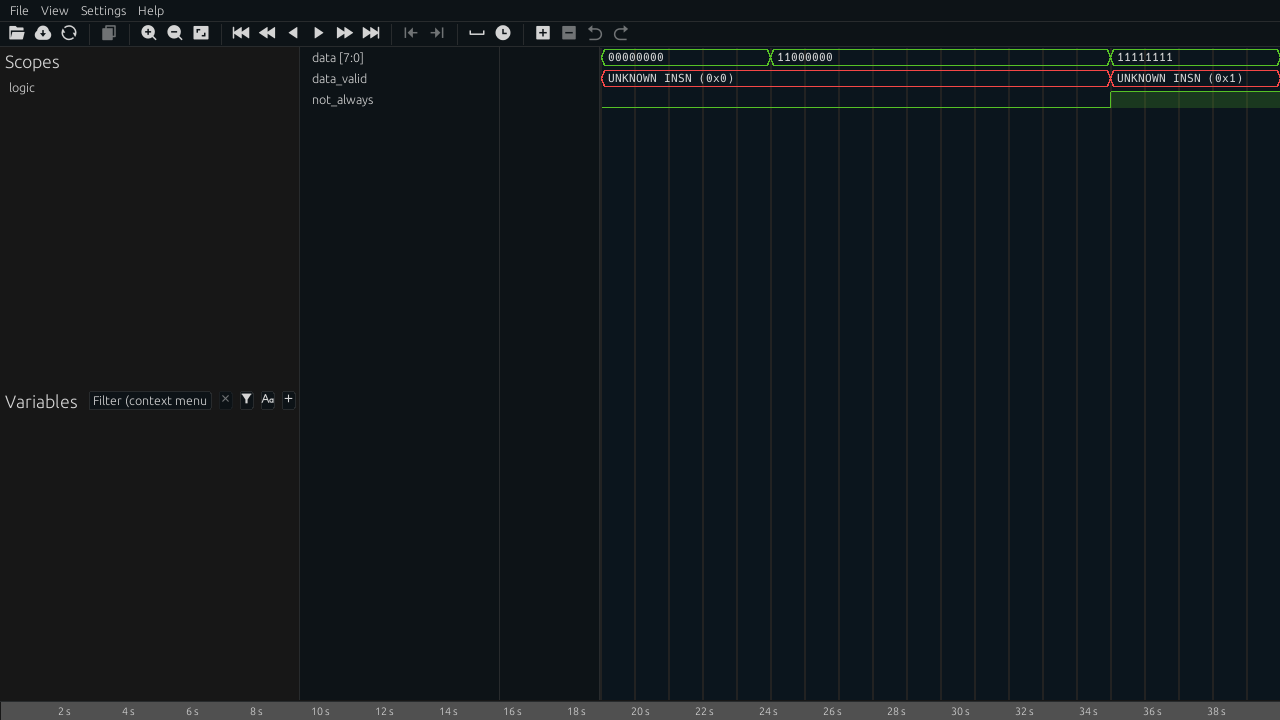 File View Settings Help
Scopes
logic
Variables Filter (context menu
data [7:0] 00000000 11000000 11111111
data_valid UNKNOWN INSN (0x0) UNKNOWN INSN (0x1)
not_always
2 s 4 s 6 s 8 s 10 s 12 s 14 s 16 s 18 s 20 s 22 s 24 s 26 s 28 s 30 s 32 s 34 s 36 s 38 s